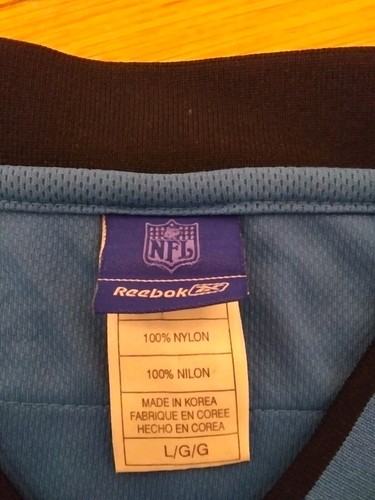 NFL
Reebok
100% NYLON
100% NILON
MADE IN KOREA
FABRIQUE EN COREE
HECHO EN COREA
L/G/G